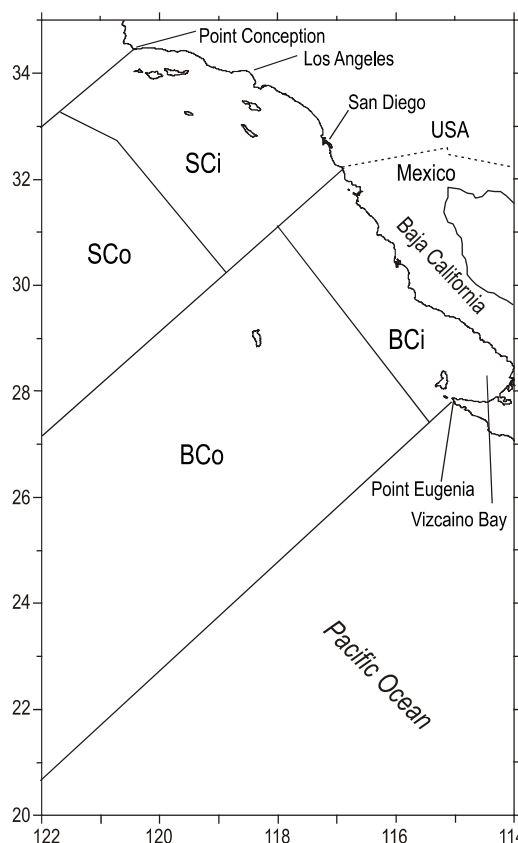 Point Conception
34
Los Angeles
San Diego
USA
SCi
Mexico
32
SCo
Baja California
30
BCi
28
BCo
Point Eugenia
26
Vizcaino Bay
24
Pacific Ocean
22
20
122
120
118
116
114